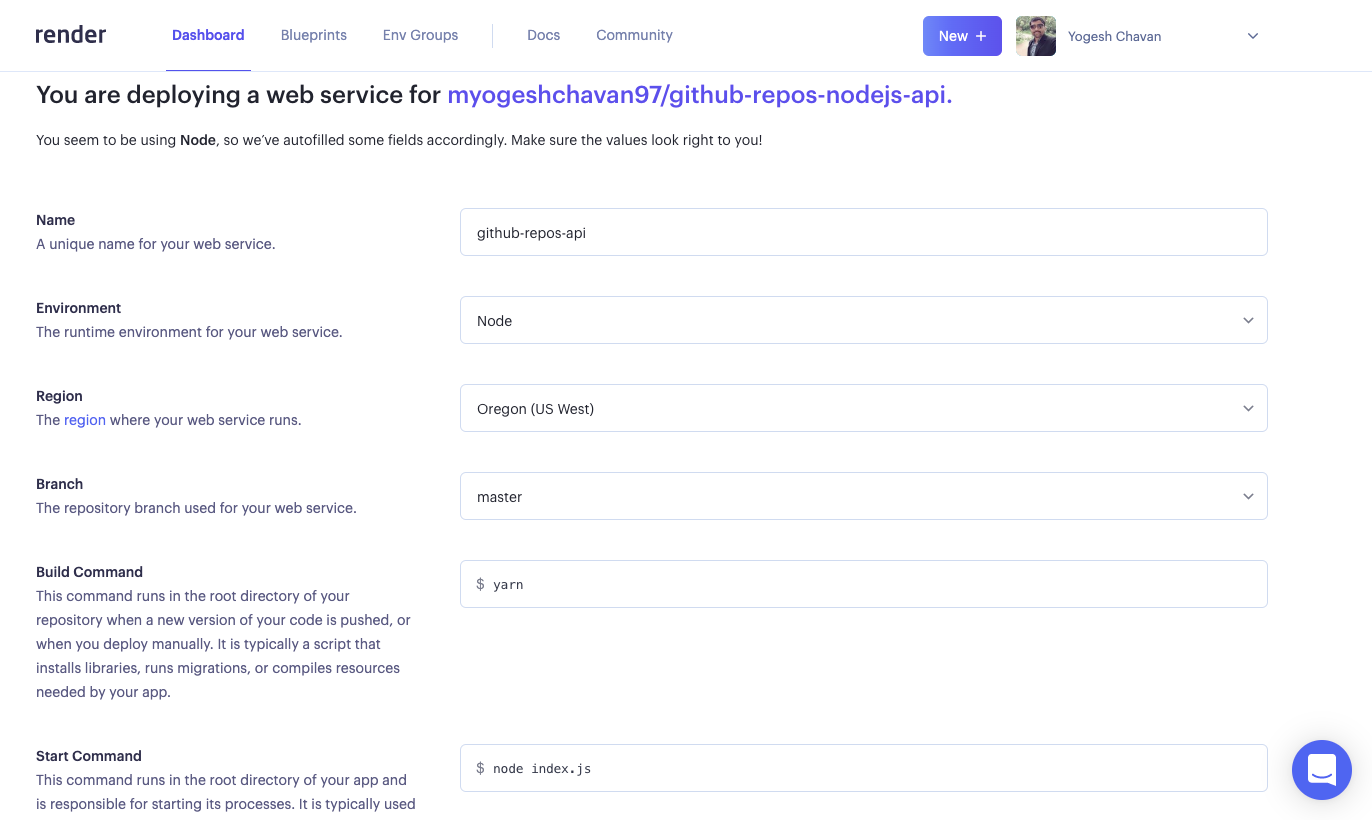 render Dashboard Blueprints Env Groups Docs Community New + Yogesh Chavan
You are deploying a web service for myogeshchavan97/github-repos-nodejs-api.
You seem to be using Node, so we’ve autofilled some fields accordingly. Make sure the values look right to you!
Name
A unique name for your web service.
github-repos-api
Environment
The runtime environment for your web service.
Node
Region
The region where your web service runs.
Oregon (US West)
Branch
The repository branch used for your web service.
master
Build Command
This command runs in the root directory of your
repository when a new version of your code is pushed, or
when you deploy manually. It is typically a script that
installs libraries, runs migrations, or compiles resources
needed by your app.
$ yarn
Start Command
This command runs in the root directory of your app and
is responsible for starting its processes. It is typically used
$ node index.js